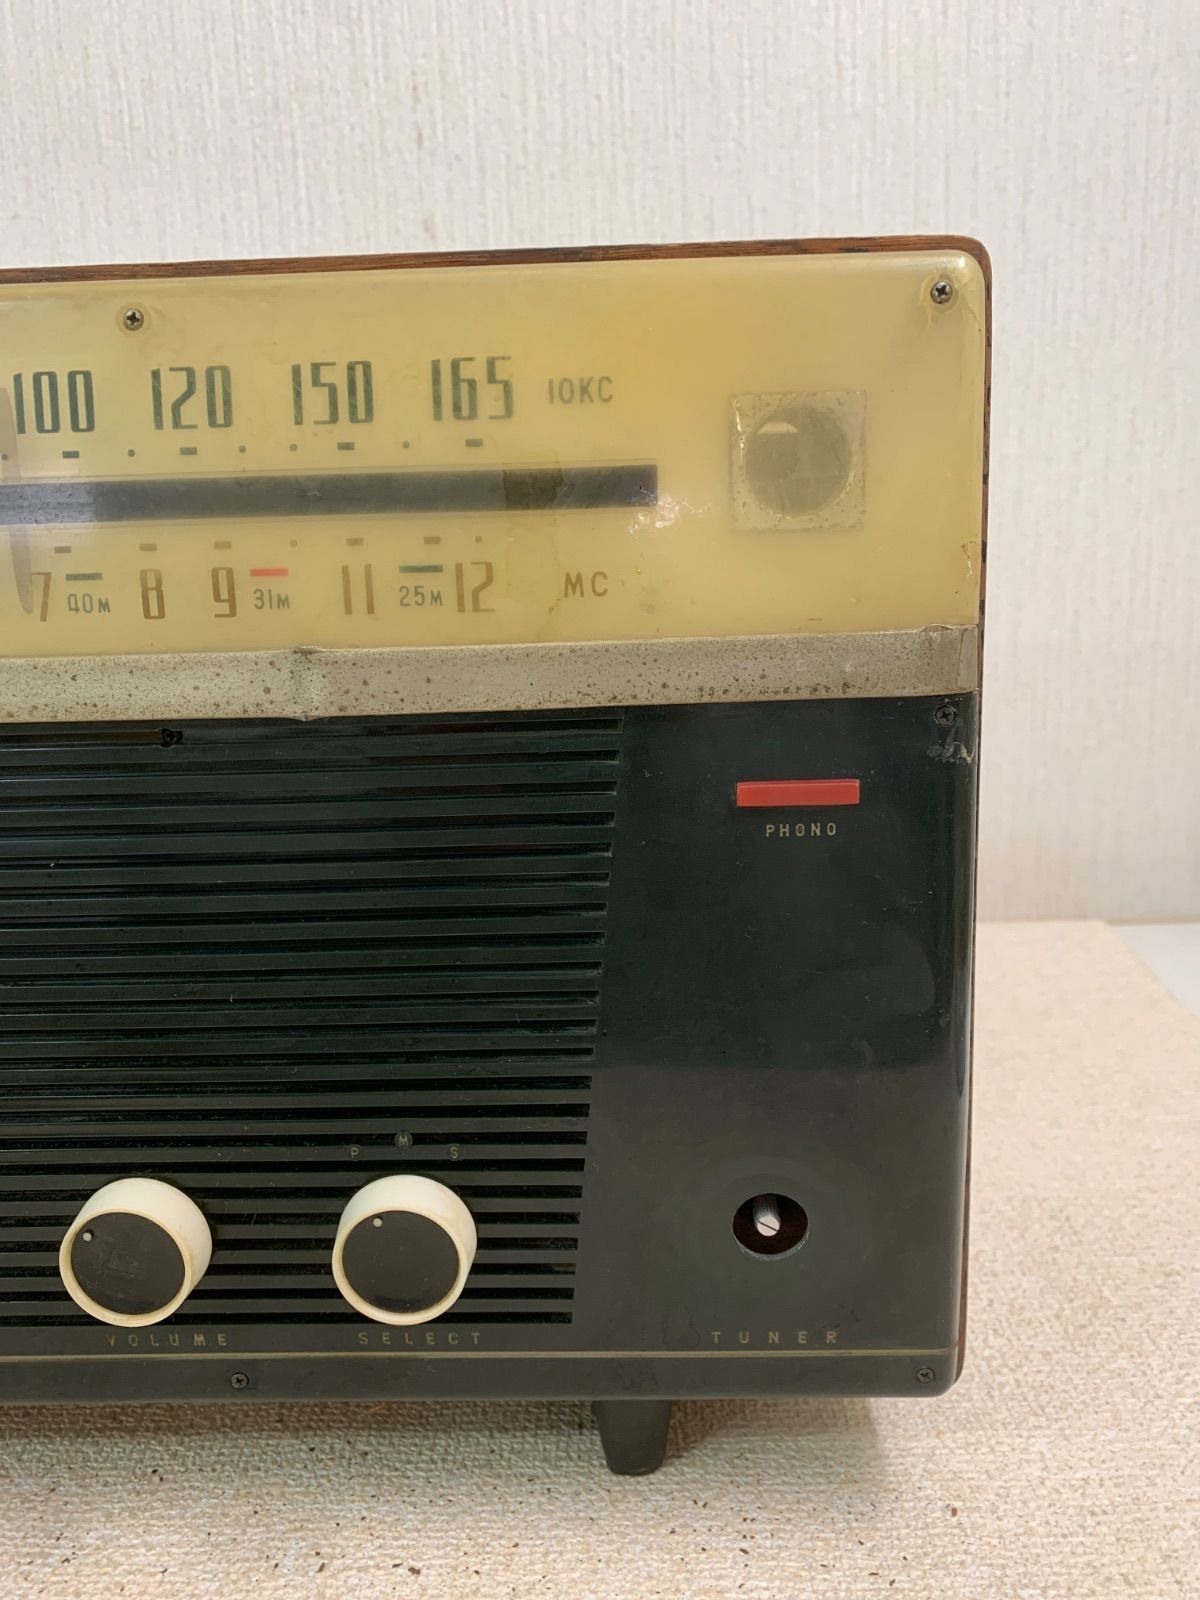 100 120 150 165 10KC
7 40M 8 9 31M 11 25M 12 MC
PHONO
P M S
VOLUME SELECT TUNER